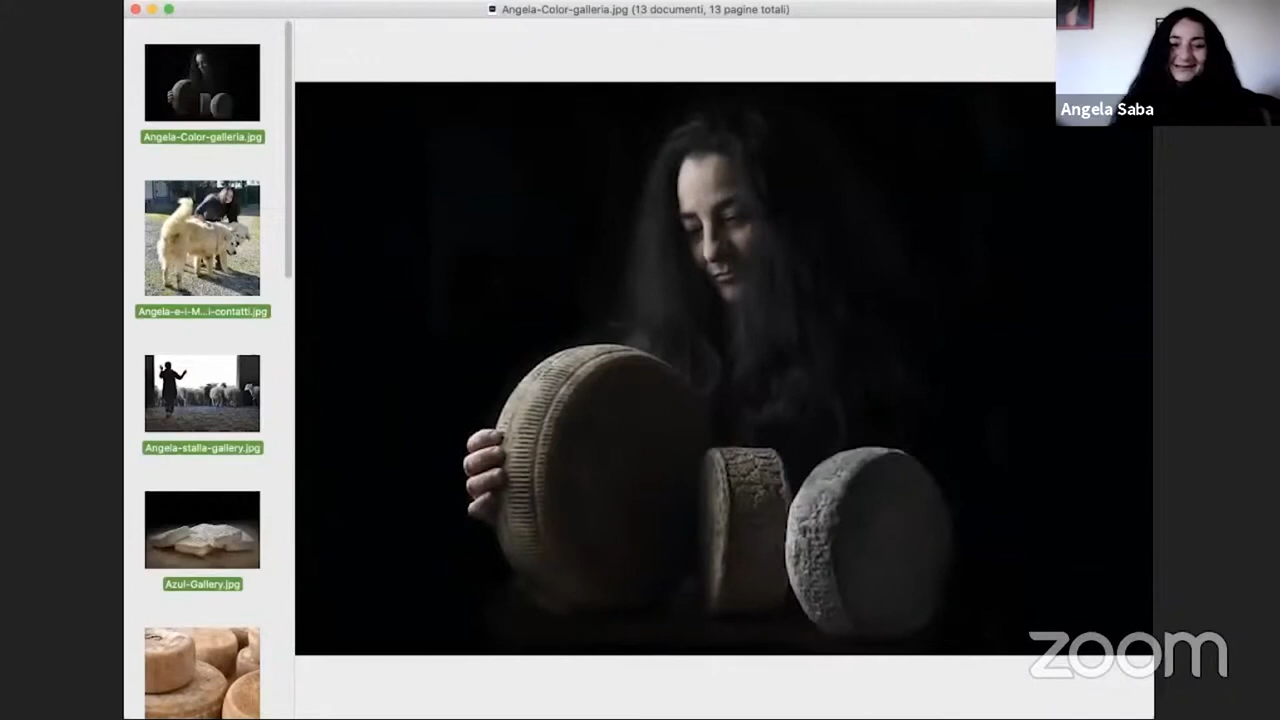 Angela-Color-galleria.jpg (13 documenti, 13 pagine totali)
Angela Saba
Angela-Color-galleria.jpg
Angela-e-i-M...i-contatti.jpg
Angela-stalla-gallery.jpg
Azul-Gallery.jpg
zoom